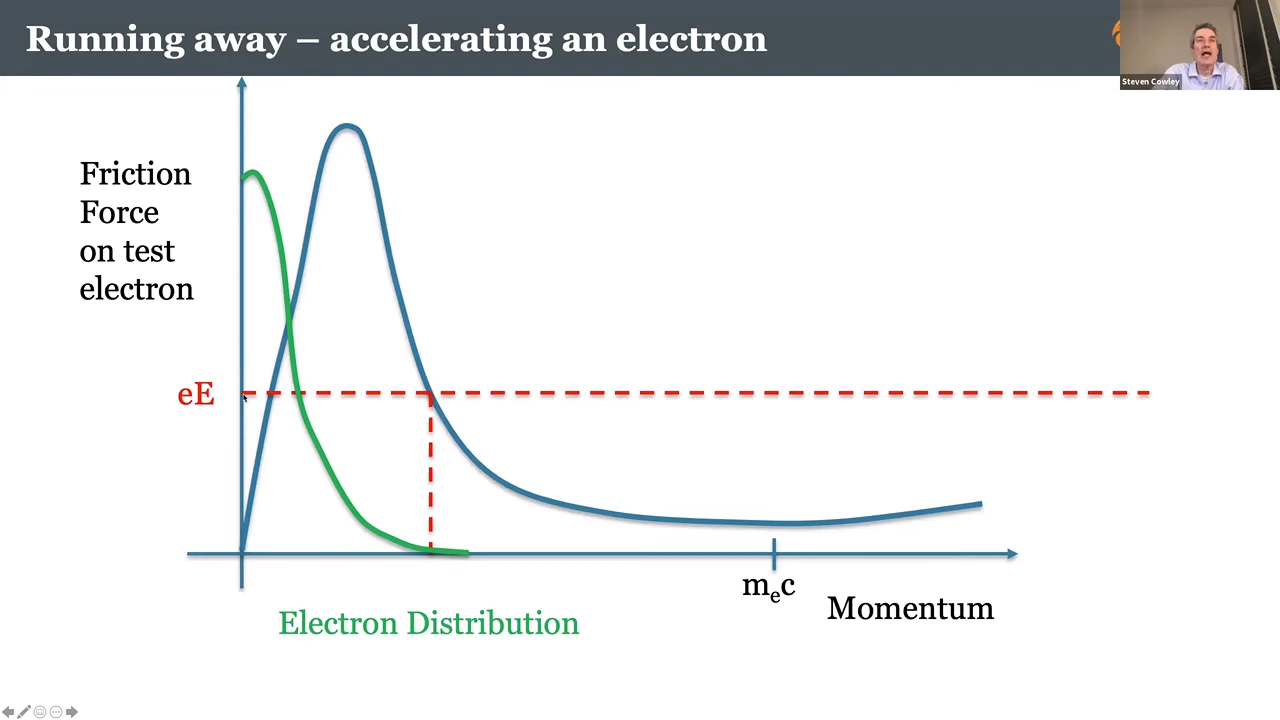 Running away – accelerating an electron
Steven Cowley
Friction
Force
on test
electron
eE
mₑc
Momentum
Electron Distribution